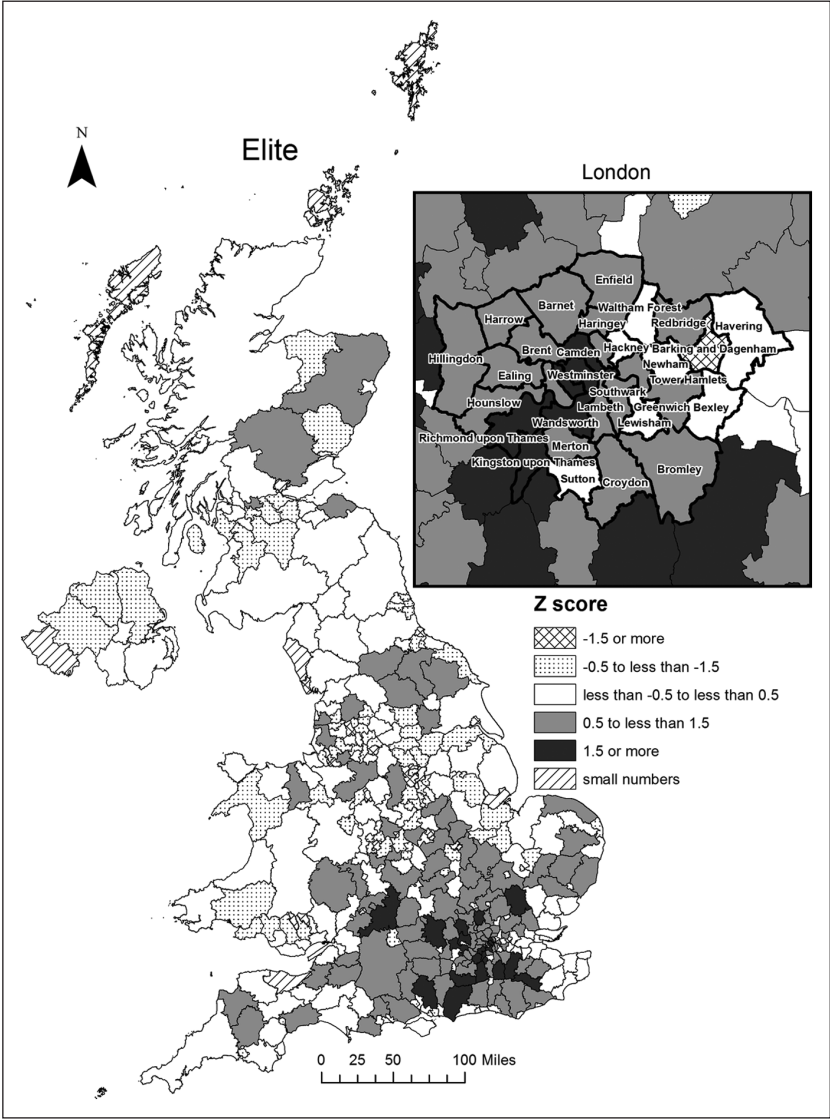 N
Elite
London
Enfield
Barnet
Waltham Forest
Harrow
Haringey
Redbridge
Havering
Hillingdon
Brent
Camden
Hackney
Barking and Dagenham
Ealing
Westminster
Newham
Tower Hamlets
Hounslow
Southwark
Lambeth
Greenwich
Bexley
Wandsworth
Lewisham
Richmond upon Thames
Merton
Kingston upon Thames
Bromley
Sutton
Croydon
Z score
-1.5 or more
-0.5 to less than -1.5
less than -0.5 to less than 0.5
0.5 to less than 1.5
1.5 or more
small numbers
0 25 50 100 Miles